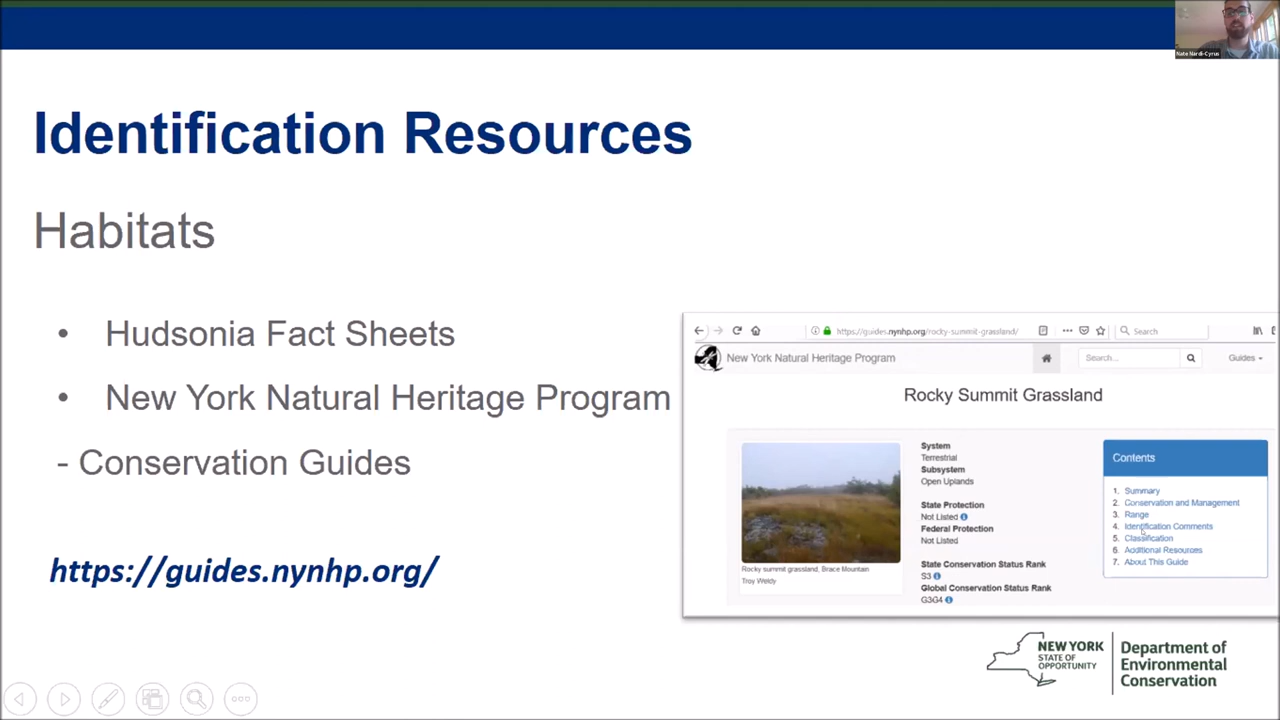 Nate Nardi-Cyrus
Identification Resources
Habitats
• Hudsonia Fact Sheets
• New York Natural Heritage Program
- Conservation Guides
https://guides.nynhp.org/
https://guides.nynhp.org/rocky-summit-grassland/
Search
New York Natural Heritage Program
Search...
Guides
Rocky Summit Grassland
Rocky summit grassland, Brace Mountain
Troy Weldy
System
Terrestrial
Subsystem
Open Uplands
State Protection
Not Listed
Federal Protection
Not Listed
State Conservation Status Rank
S3
Global Conservation Status Rank
G3G4
Contents
1. Summary
2. Conservation and Management
3. Range
4. Identification Comments
5. Classification
6. Additional Resources
7. About This Guide
NEW YORK
STATE OF
OPPORTUNITY
Department of
Environmental
Conservation